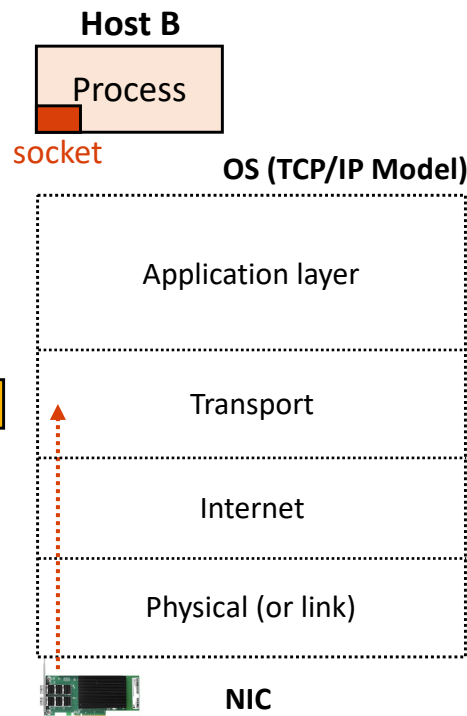 Host B
Process
socket
OS (TCP/IP Model)
Application layer
Transport
Internet
Physical (or link)
NIC